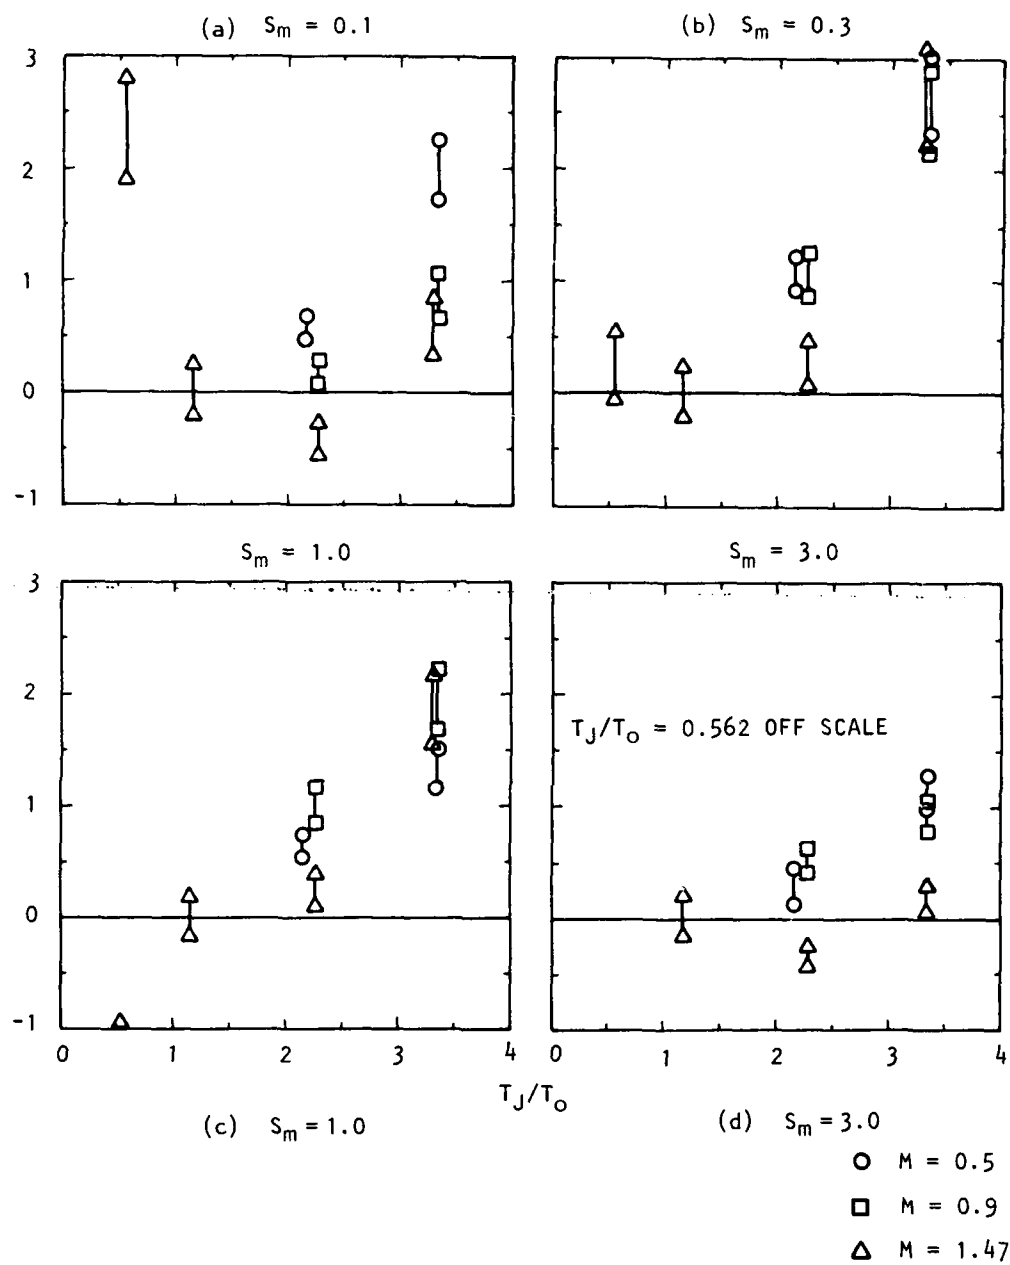 (a) Sm = 0.1
(b) Sm = 0.3
3
2
1
0
-1
Sm = 1.0
Sm = 3.0
3
2
1
0
-1
TJ/To = 0.562 OFF SCALE
0 1 2 3 4
0 1 2 3 4
TJ/To
(c) Sm = 1.0
(d) Sm = 3.0
M = 0.5
M = 0.9
M = 1.47